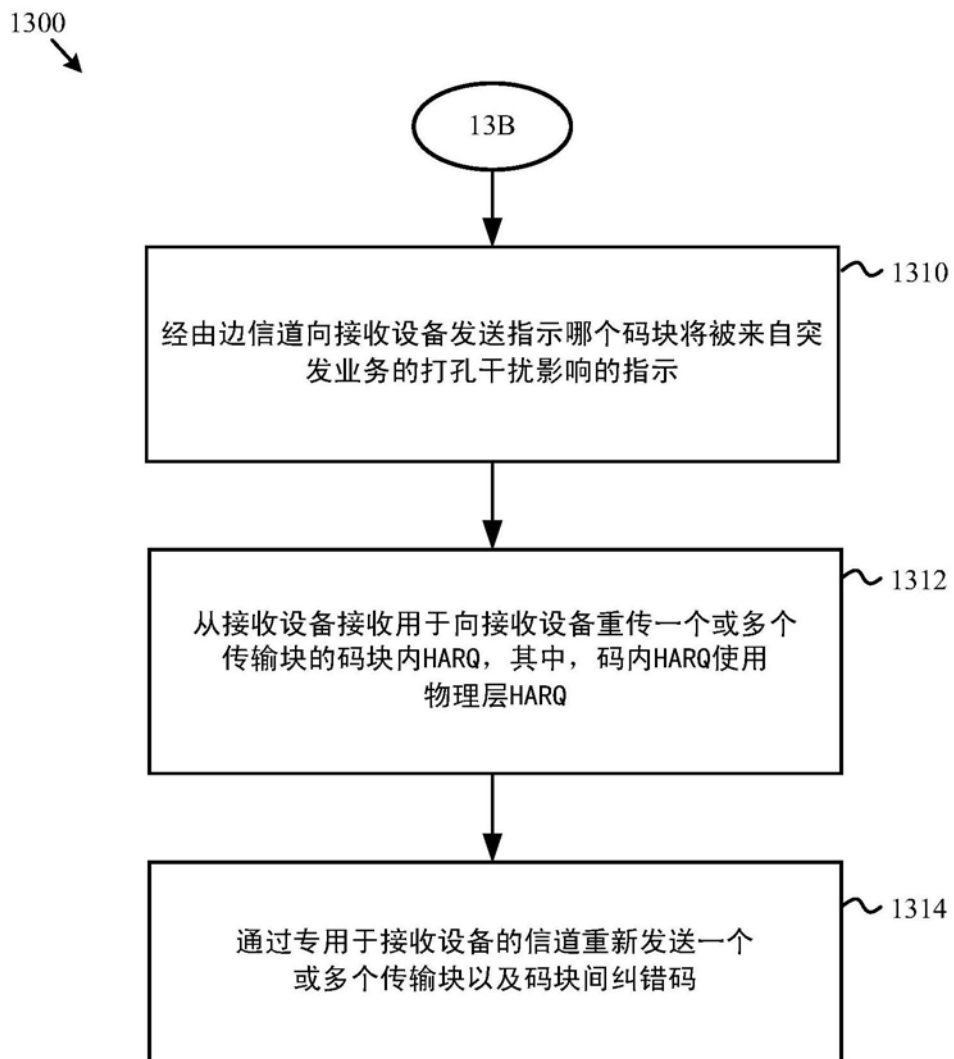 1300
13B
1310
经由边信道向接收设备发送指示哪个码块将被来自突
发业务的打孔干扰影响的指示
1312
从接收设备接收用于向接收设备重传一个或多个
传输块的码块内HARQ，其中，码内HARQ使用
物理层HARQ
1314
通过专用于接收设备的信道重新发送一个
或多个传输块以及码块间纠错码